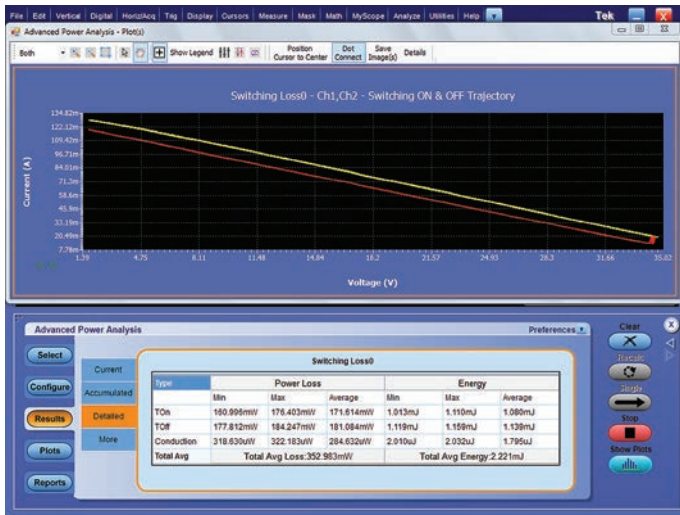 File Edit Vertical Digital Horiz/Acq Trig Display Cursors Measure Mask Math MyScope Analyze Utilities Help Tek
Advanced Power Analysis - Plot(s)
Both Show Legend Position Cursor to Center Dot Connect Save Image(s) Details
Switching Loss0 - Ch1,Ch2 - Switching ON & OFF Trajectory
Current (A)
134.82m
122.12m
109.42m
96.71m
84.01m
71.3m
58.6m
45.9m
33.19m
20.49m
7.78m
1.39 4.75 8.11 11.48 14.84 18.2 21.57 24.93 28.3 31.66 35.02
Voltage (V)
Advanced Power Analysis Preferences
Clear
Recalc
Single
Stop
Show Plots
Select
Configure
Results
Plots
Reports
Current
Accumulated
Detailed
More
Switching Loss0
Type Power Loss Energy
Min Max Average Min Max Average
TOn 160.996mW 176.403mW 171.614mW 1.013mJ 1.110mJ 1.080mJ
TOff 177.812mW 184.247mW 181.084mW 1.119mJ 1.159mJ 1.139mJ
Conduction 318.630uW 322.183uW 284.632uW 2.010uJ 2.032uJ 1.795uJ
Total Avg Total Avg Loss:352.983mW Total Avg Energy:2.221mJ